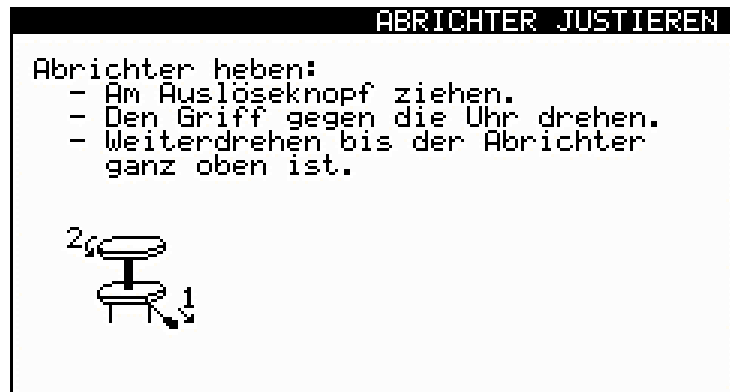 ABRICHTER JUSTIEREN
Abrichter heben:
- Am Auslöseknopf ziehen.
- Den Griff gegen die Uhr drehen.
- Weiterdrehen bis der Abrichter
ganz oben ist.
2
1